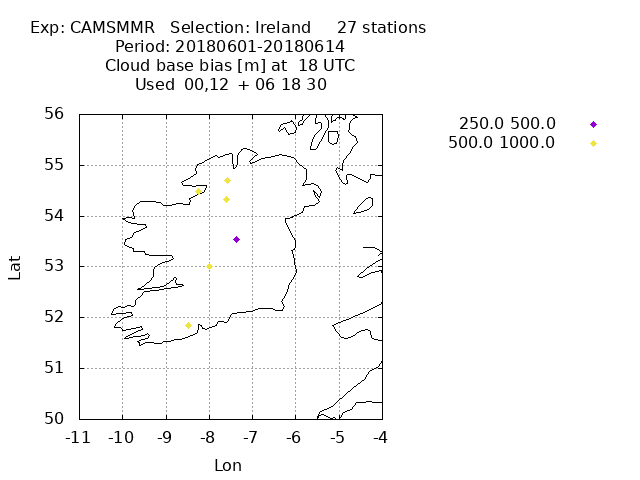 Exp: CAMSMMR   Selection: Ireland     27 stations
Period: 20180601-20180614
Cloud base bias [m] at  18 UTC
Used  00,12  + 06 18 30
250.0 500.0
500.0 1000.0
56
55
54
53
52
51
50
Lat
-11 -10 -9 -8 -7 -6 -5 -4
Lon